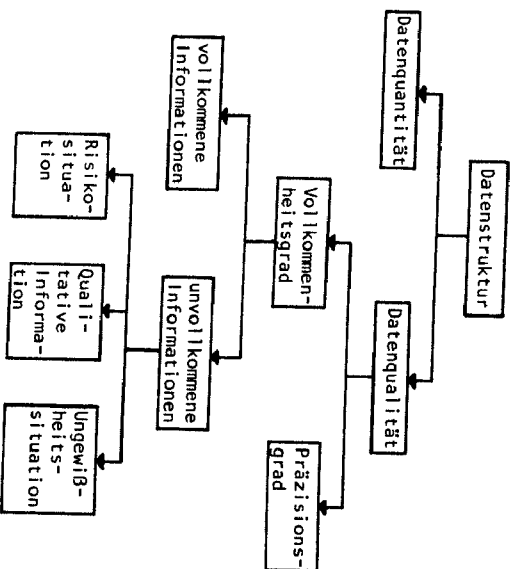 Datenstruktur
Datenquantität
Datenqualität
Vollkommen-
heitsgrad
Präzisions-
grad
vollkommene
Informationen
unvollkommene
Informationen
Risiko-
situa-
tion
Quali-
tative
Informa-
tion
Ungewiß-
heits-
situation